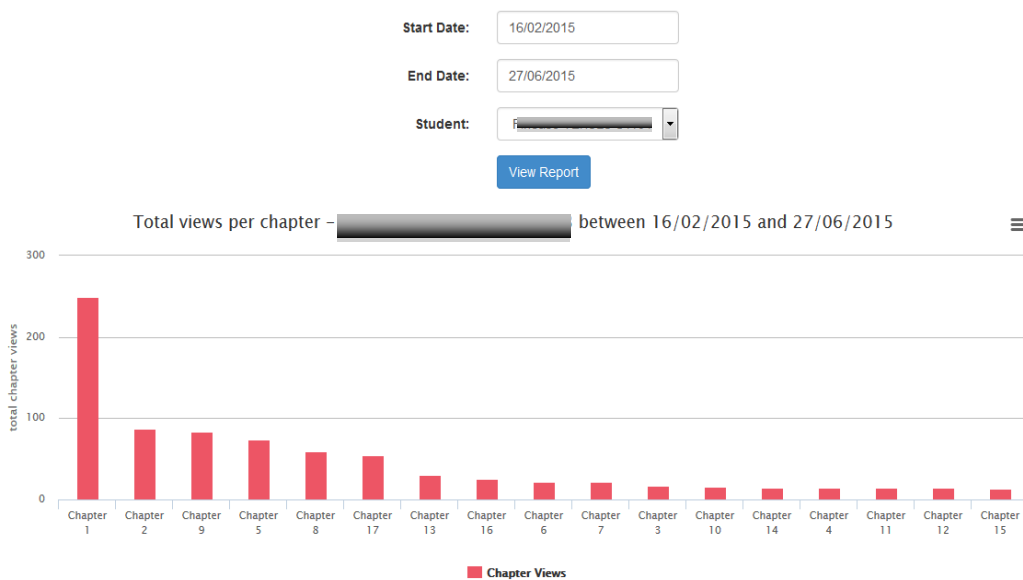 Start Date: 16/02/2015
End Date: 27/06/2015
Student:
View Report
Total views per chapter – between 16/02/2015 and 27/06/2015
300
200
100
0
total chapter views
Chapter 1
Chapter 2
Chapter 9
Chapter 5
Chapter 8
Chapter 17
Chapter 13
Chapter 16
Chapter 6
Chapter 7
Chapter 3
Chapter 10
Chapter 14
Chapter 4
Chapter 11
Chapter 12
Chapter 15
Chapter Views